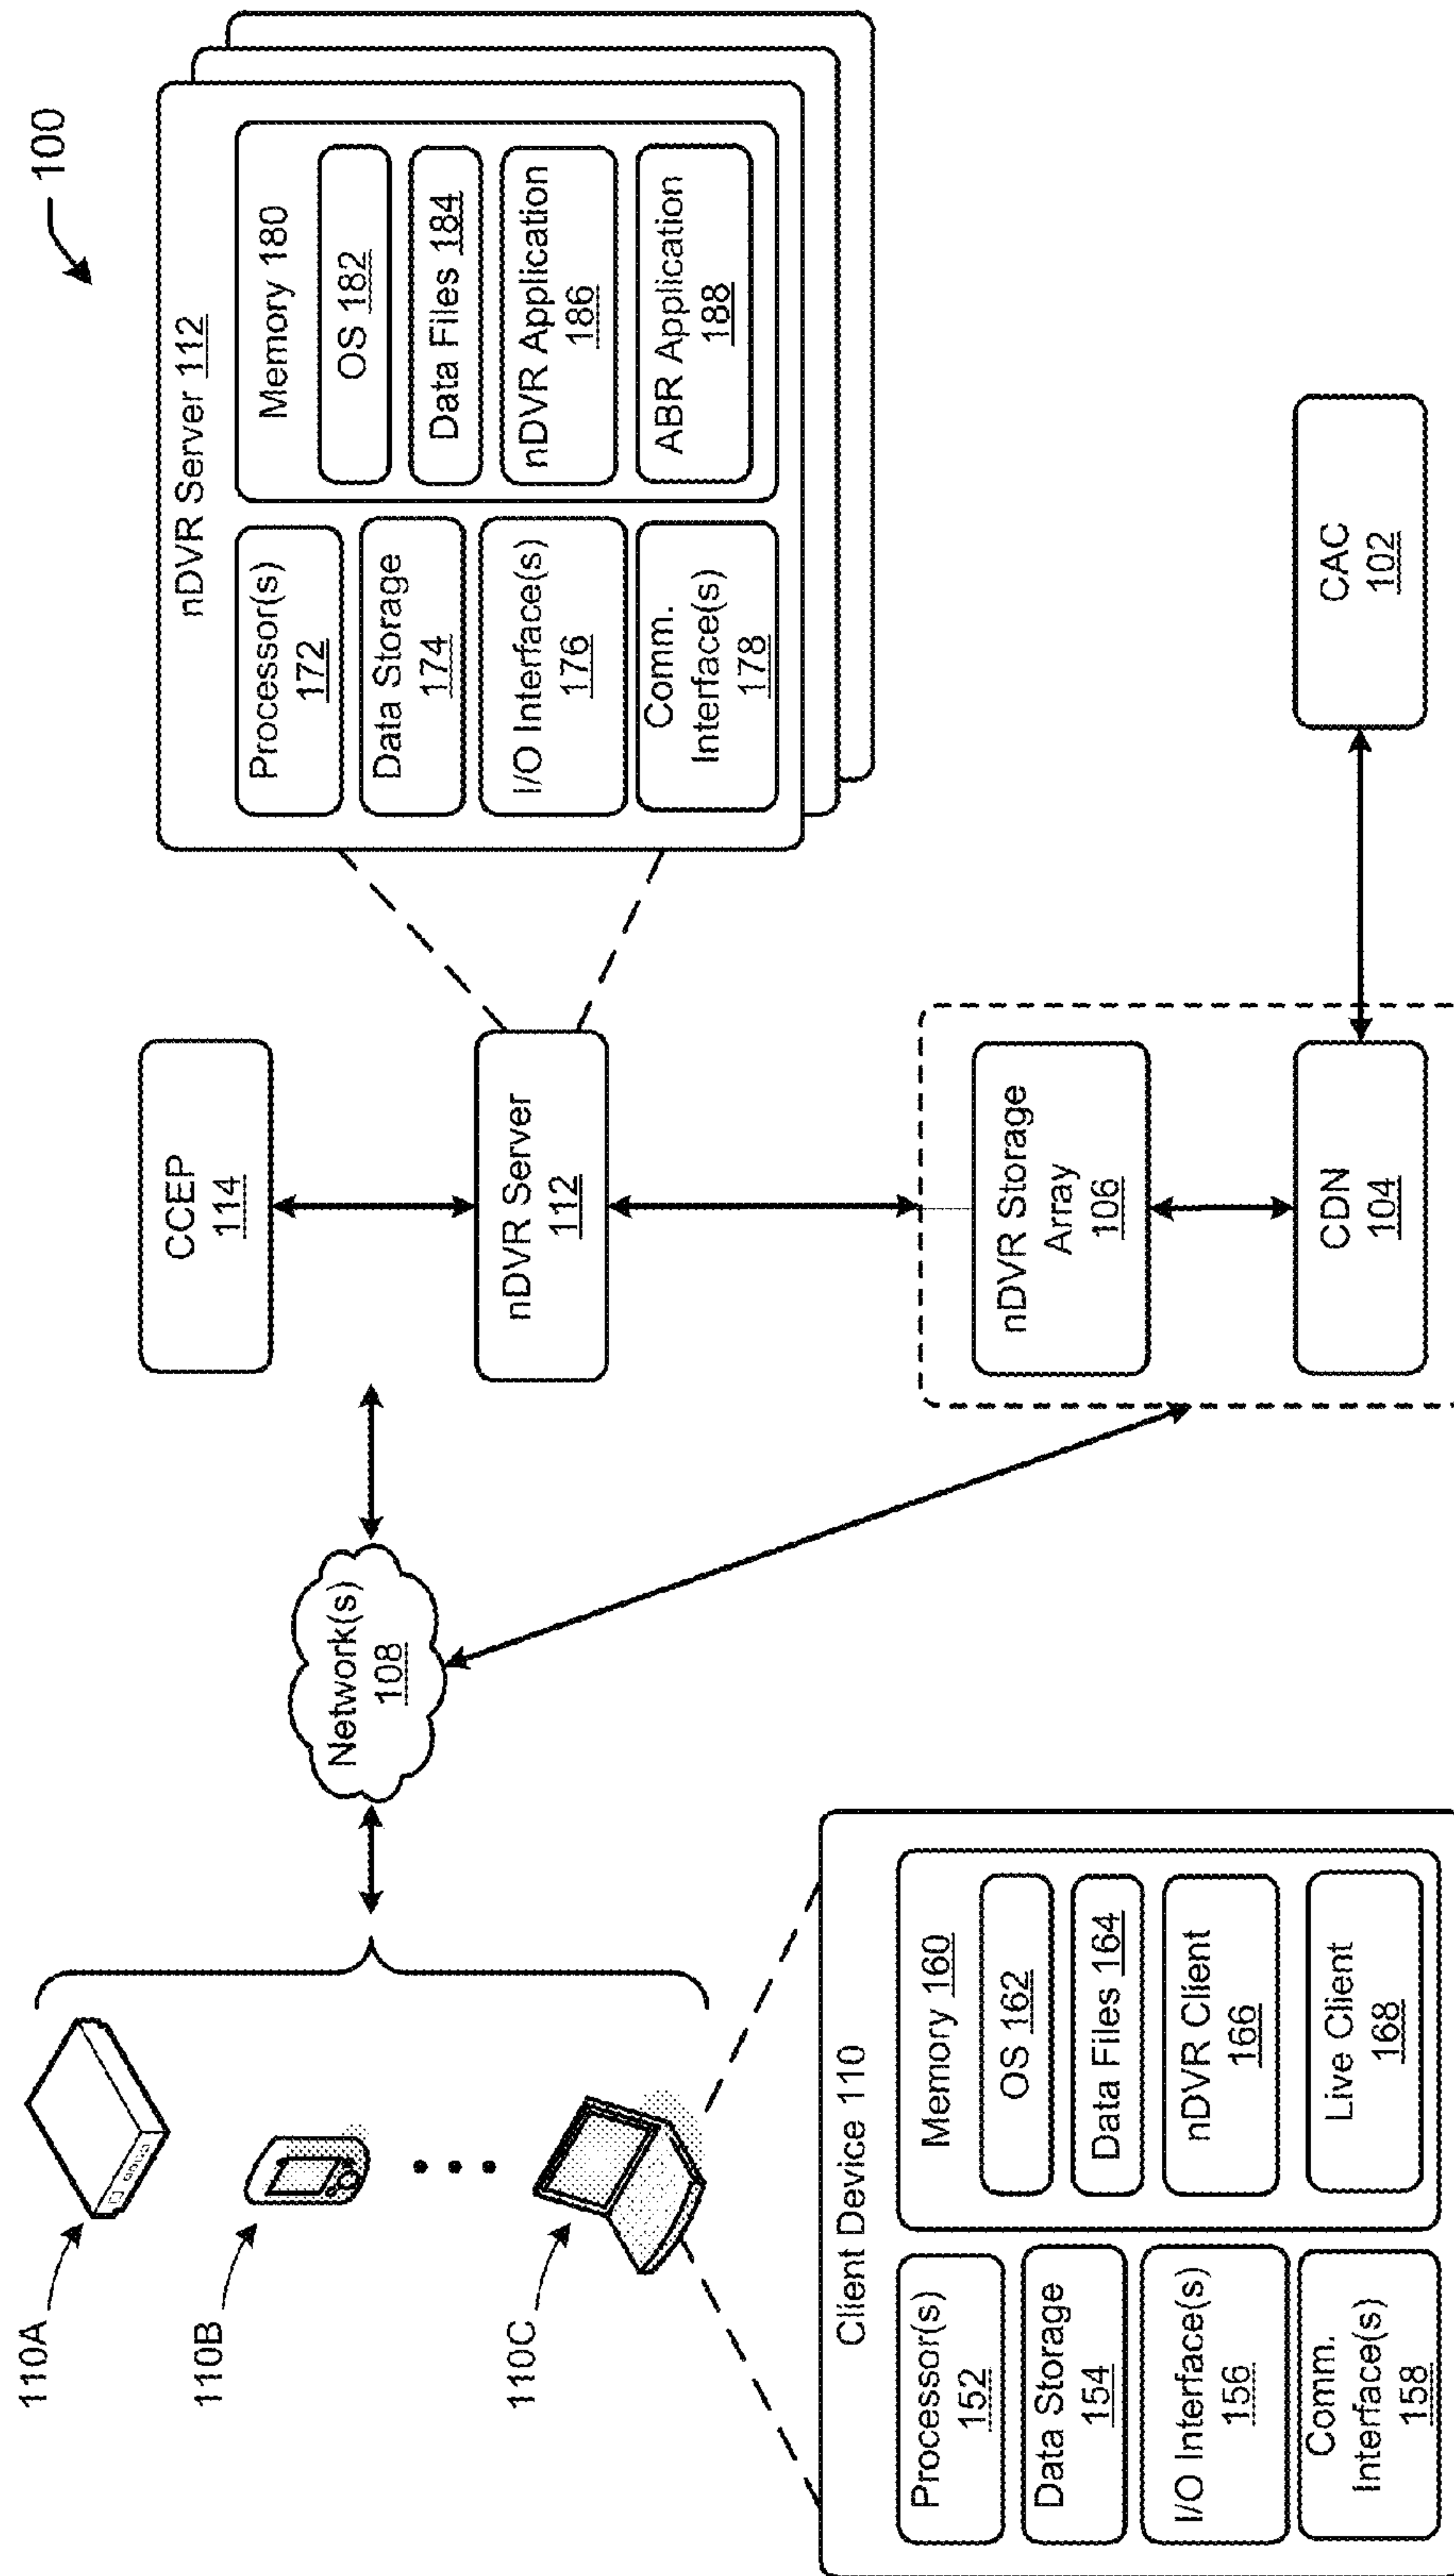 100
110A
110B
110C
Network(s)
108
CCEP
114
nDVR Server
112
nDVR Server 112
Processor(s)
172
Data Storage
174
I/O Interface(s)
176
Comm.
Interface(s)
178
Memory 180
OS 182
Data Files 184
nDVR Application
186
ABR Application
188
Client Device 110
Processor(s)
152
Data Storage
154
I/O Interface(s)
156
Comm.
Interface(s)
158
Memory 160
OS 162
Data Files 164
nDVR Client
166
Live Client
168
nDVR Storage
Array
106
CDN
104
CAC
102